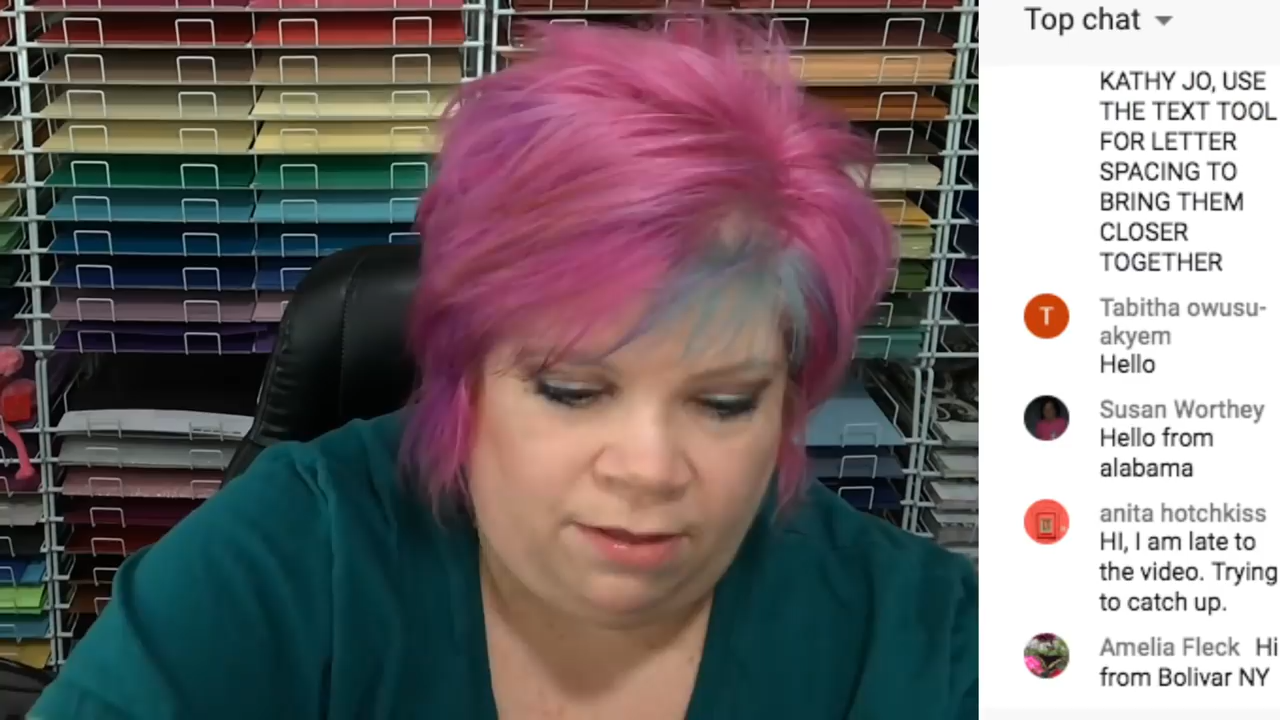 Top chat
KATHY JO, USE
THE TEXT TOOL
FOR LETTER
SPACING TO
BRING THEM
CLOSER
TOGETHER
T
Tabitha owusu-
akyem
Hello
Susan Worthey
Hello from
alabama
anita hotchkiss
HI, I am late to
the video. Trying
to catch up.
Amelia Fleck Hi
from Bolivar NY